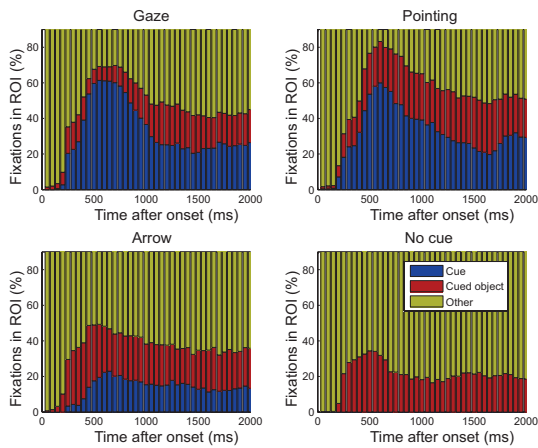 Gaze
Pointing
Fixations in ROI (%)
80
60
40
20
0
0 500 1000 1500 2000
Time after onset (ms)
Fixations in ROI (%)
80
60
40
20
0
0 500 1000 1500 2000
Time after onset (ms)
Arrow
No cue
Fixations in ROI (%)
80
60
40
20
0
0 500 1000 1500 2000
Time after onset (ms)
Fixations in ROI (%)
80
60
40
20
0
0 500 1000 1500 2000
Time after onset (ms)
Cue
Cued object
Other